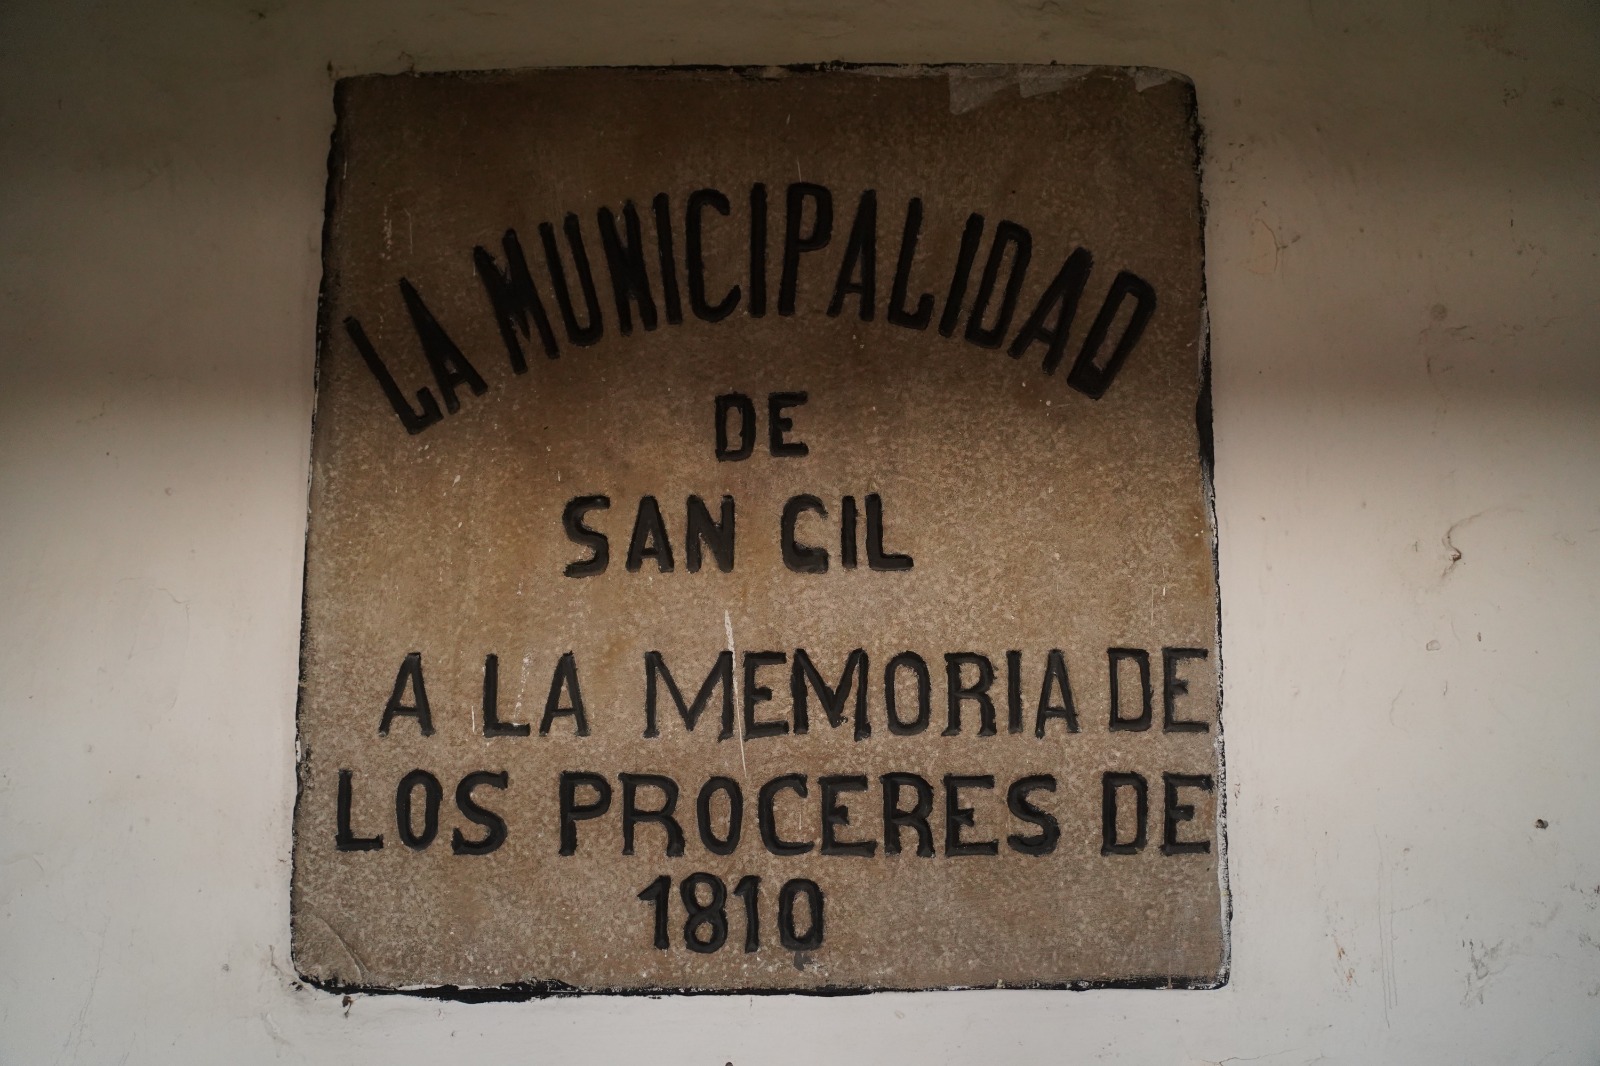 LA MUNICIPALIDAD
DE
SAN GIL
A LA MEMORIA DE
LOS PROCERES DE
1810